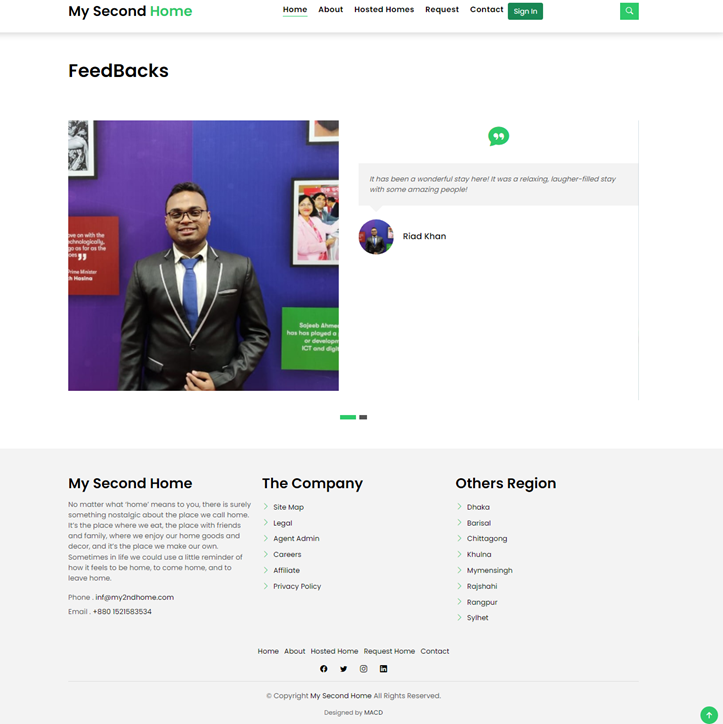 My Second Home
Home About Hosted Homes Request Contact Sign In
FeedBacks
ve on with the
echnologically,
go as far as the
Prime Minister
h Hasina
Sajeeb Ahme
has has played a
or develop
ICT and digi
It has been a wonderful stay here! It was a relaxing, laugher-filled stay
with some amazing people!
Riad Khan
My Second Home
No matter what ‘home’ means to you, there is surely
something nostalgic about the place we call home.
It’s the place where we eat, the place with friends
and family, where we enjoy our home goods and
decor, and it’s the place we make our own.
Sometimes in life we could use a little reminder of
how it feels to be home, to come home, and to
leave home.
Phone . inf@my2ndhome.com
Email . +880 1521583534
The Company
Site Map
Legal
Agent Admin
Careers
Affiliate
Privacy Policy
Others Region
Dhaka
Barisal
Chittagong
Khulna
Mymensingh
Rajshahi
Rangpur
Sylhet
Home About Hosted Home Request Home Contact
© Copyright My Second Home All Rights Reserved.
Designed by MACD